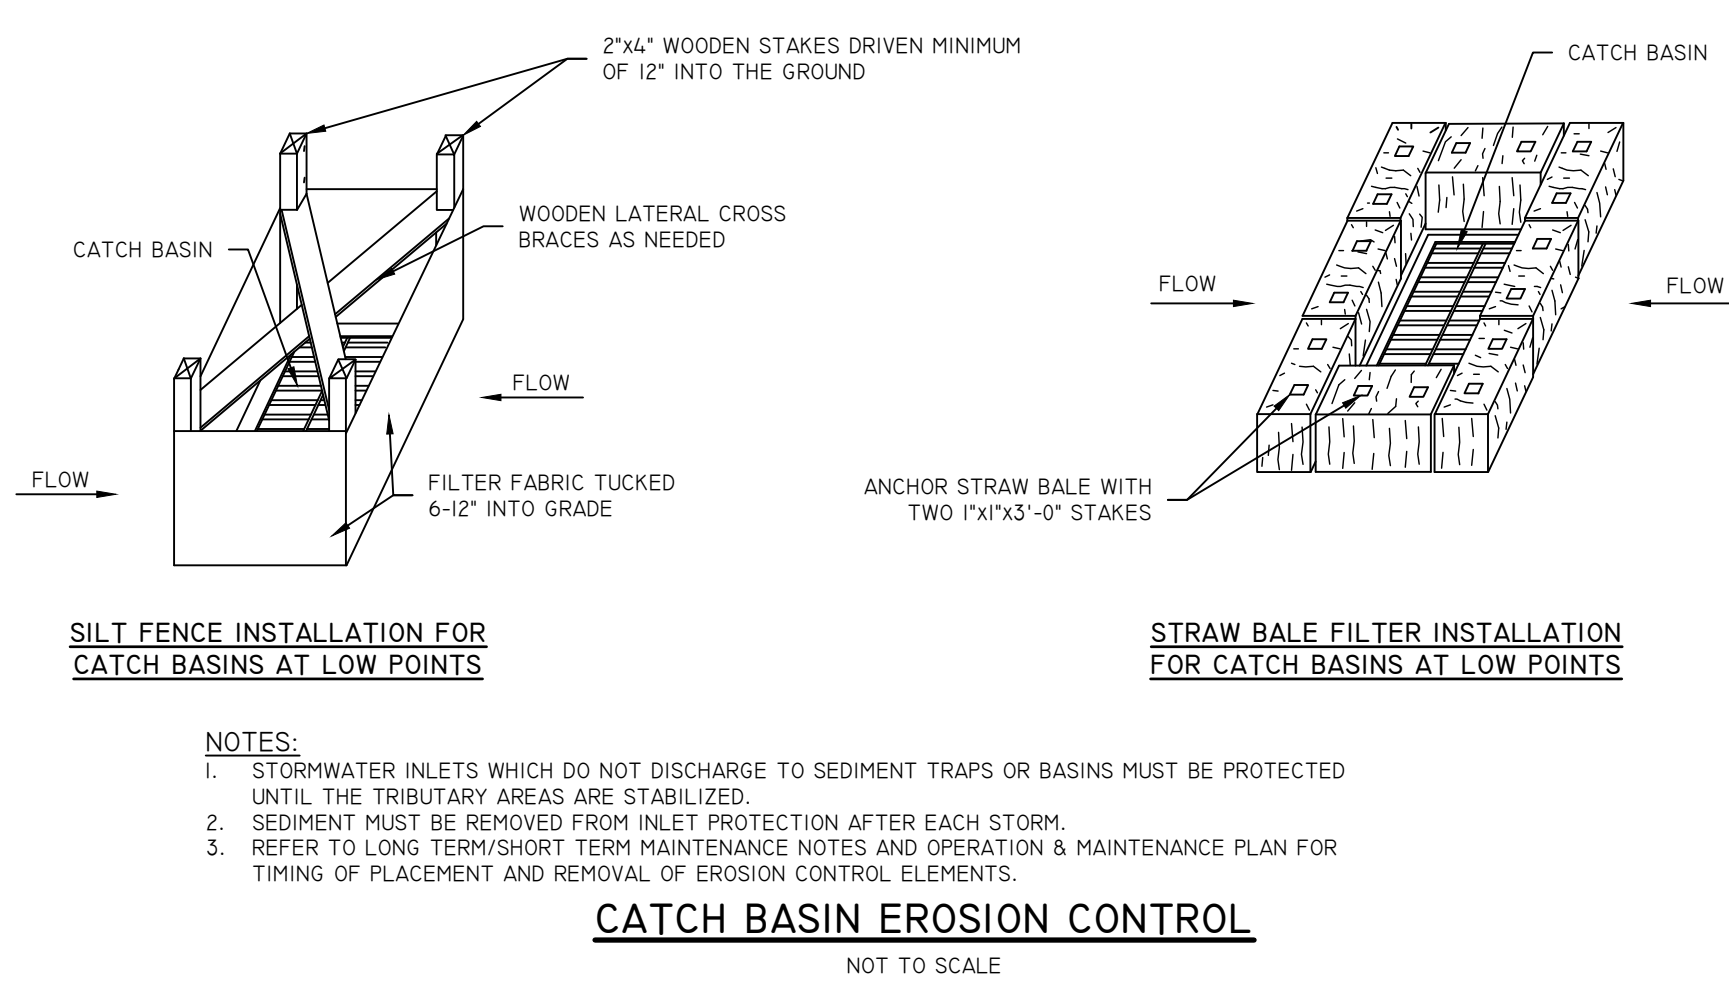 2"x4" WOODEN STAKES DRIVEN MINIMUM
OF 12" INTO THE GROUND
WOODEN LATERAL CROSS
BRACES AS NEEDED
CATCH BASIN
FLOW
FLOW
FILTER FABRIC TUCKED
6-12" INTO GRADE
SILT FENCE INSTALLATION FOR
CATCH BASINS AT LOW POINTS
CATCH BASIN
FLOW
FLOW
ANCHOR STRAW BALE WITH
TWO 1"x1"x3'-0" STAKES
STRAW BALE FILTER INSTALLATION
FOR CATCH BASINS AT LOW POINTS
NOTES:
1. STORMWATER INLETS WHICH DO NOT DISCHARGE TO SEDIMENT TRAPS OR BASINS MUST BE PROTECTED
UNTIL THE TRIBUTARY AREAS ARE STABILIZED.
2. SEDIMENT MUST BE REMOVED FROM INLET PROTECTION AFTER EACH STORM.
3. REFER TO LONG TERM/SHORT TERM MAINTENANCE NOTES AND OPERATION & MAINTENANCE PLAN FOR
TIMING OF PLACEMENT AND REMOVAL OF EROSION CONTROL ELEMENTS.
CATCH BASIN EROSION CONTROL
NOT TO SCALE